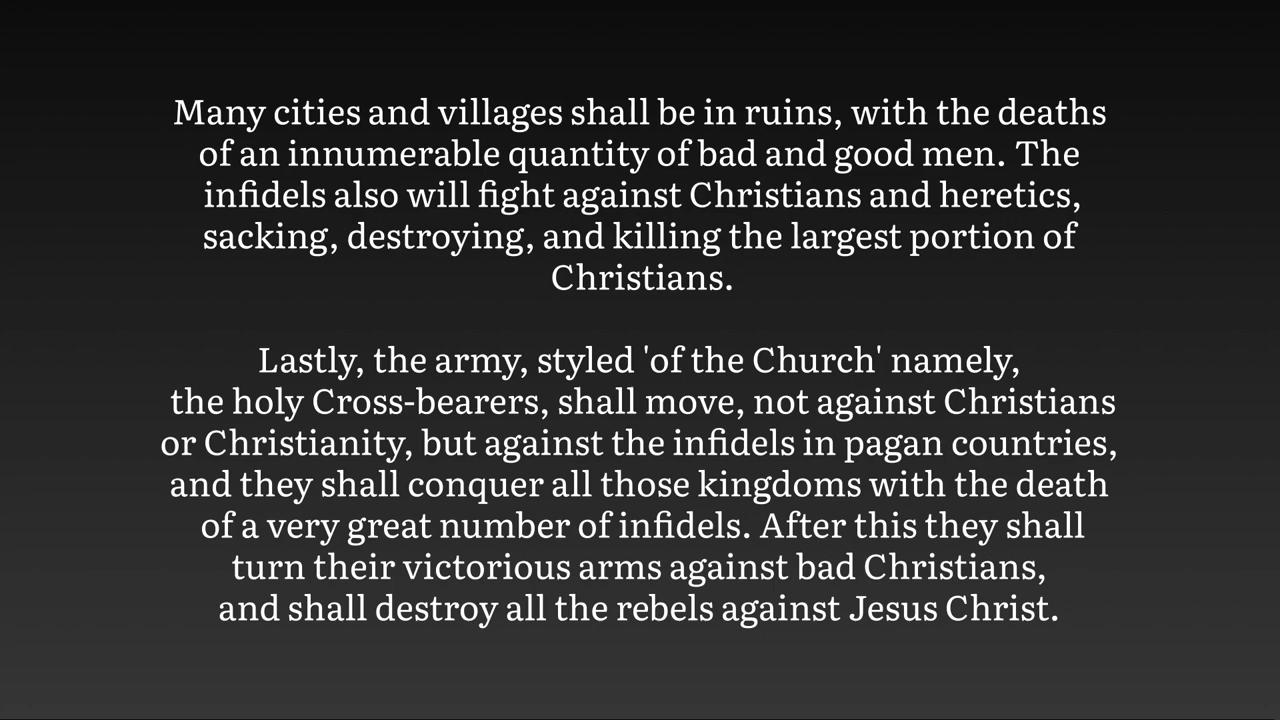 Many cities and villages shall be in ruins, with the deaths
of an innumerable quantity of bad and good men. The
infidels also will fight against Christians and heretics,
sacking, destroying, and killing the largest portion of
Christians.
Lastly, the army, styled 'of the Church' namely,
the holy Cross-bearers, shall move, not against Christians
or Christianity, but against the infidels in pagan countries,
and they shall conquer all those kingdoms with the death
of a very great number of infidels. After this they shall
turn their victorious arms against bad Christians,
and shall destroy all the rebels against Jesus Christ.